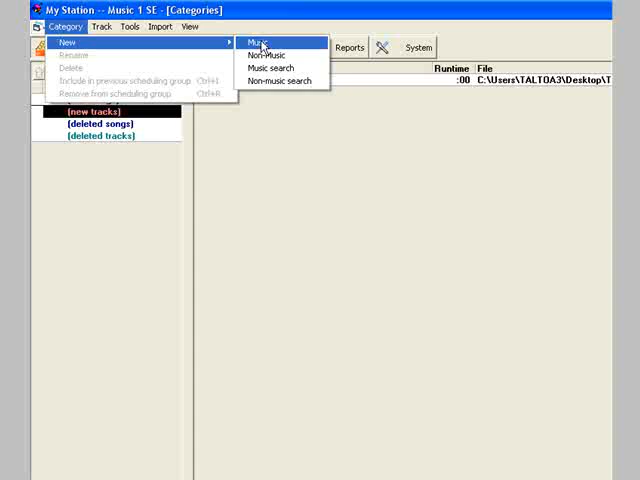 My Station -- Music 1 SE - [Categories]
Category Track Tools Import View
New Music
Rename Non-Music
Delete Music search
Include in previous scheduling group Ctrl+I Non-music search
Remove from scheduling group Ctrl+R
Reports System
Runtime File
:00 C:\Users\TALTOA3\Desktop\T
(new tracks)
(deleted songs)
(deleted tracks)